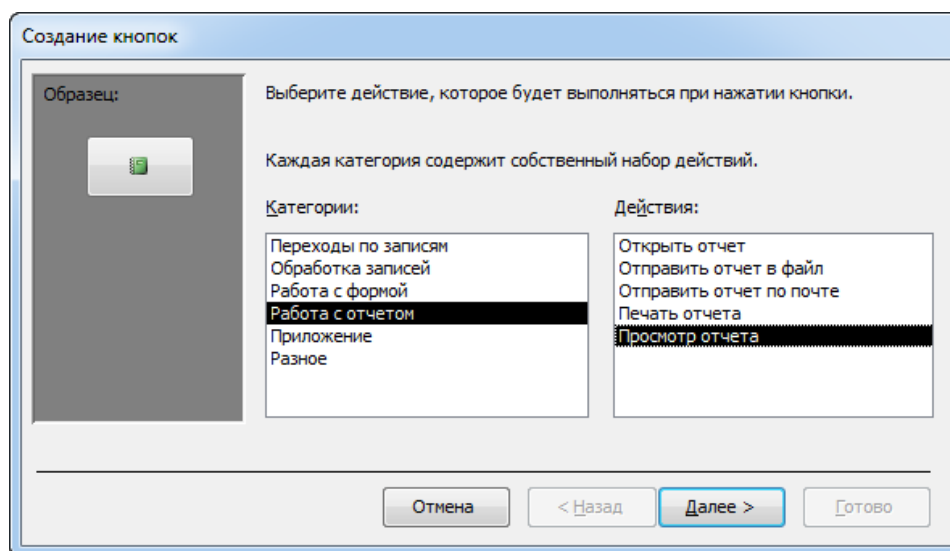 Создание кнопок
Образец:
Выберите действие, которое будет выполняться при нажатии кнопки.
Каждая категория содержит собственный набор действий.
Категории:
Переходы по записям
Обработка записей
Работа с формой
Работа с отчетом
Приложение
Разное
Действия:
Открыть отчет
Отправить отчет в файл
Отправить отчет по почте
Печать отчета
Просмотр отчета
Отмена
< Назад
Далее >
Готово